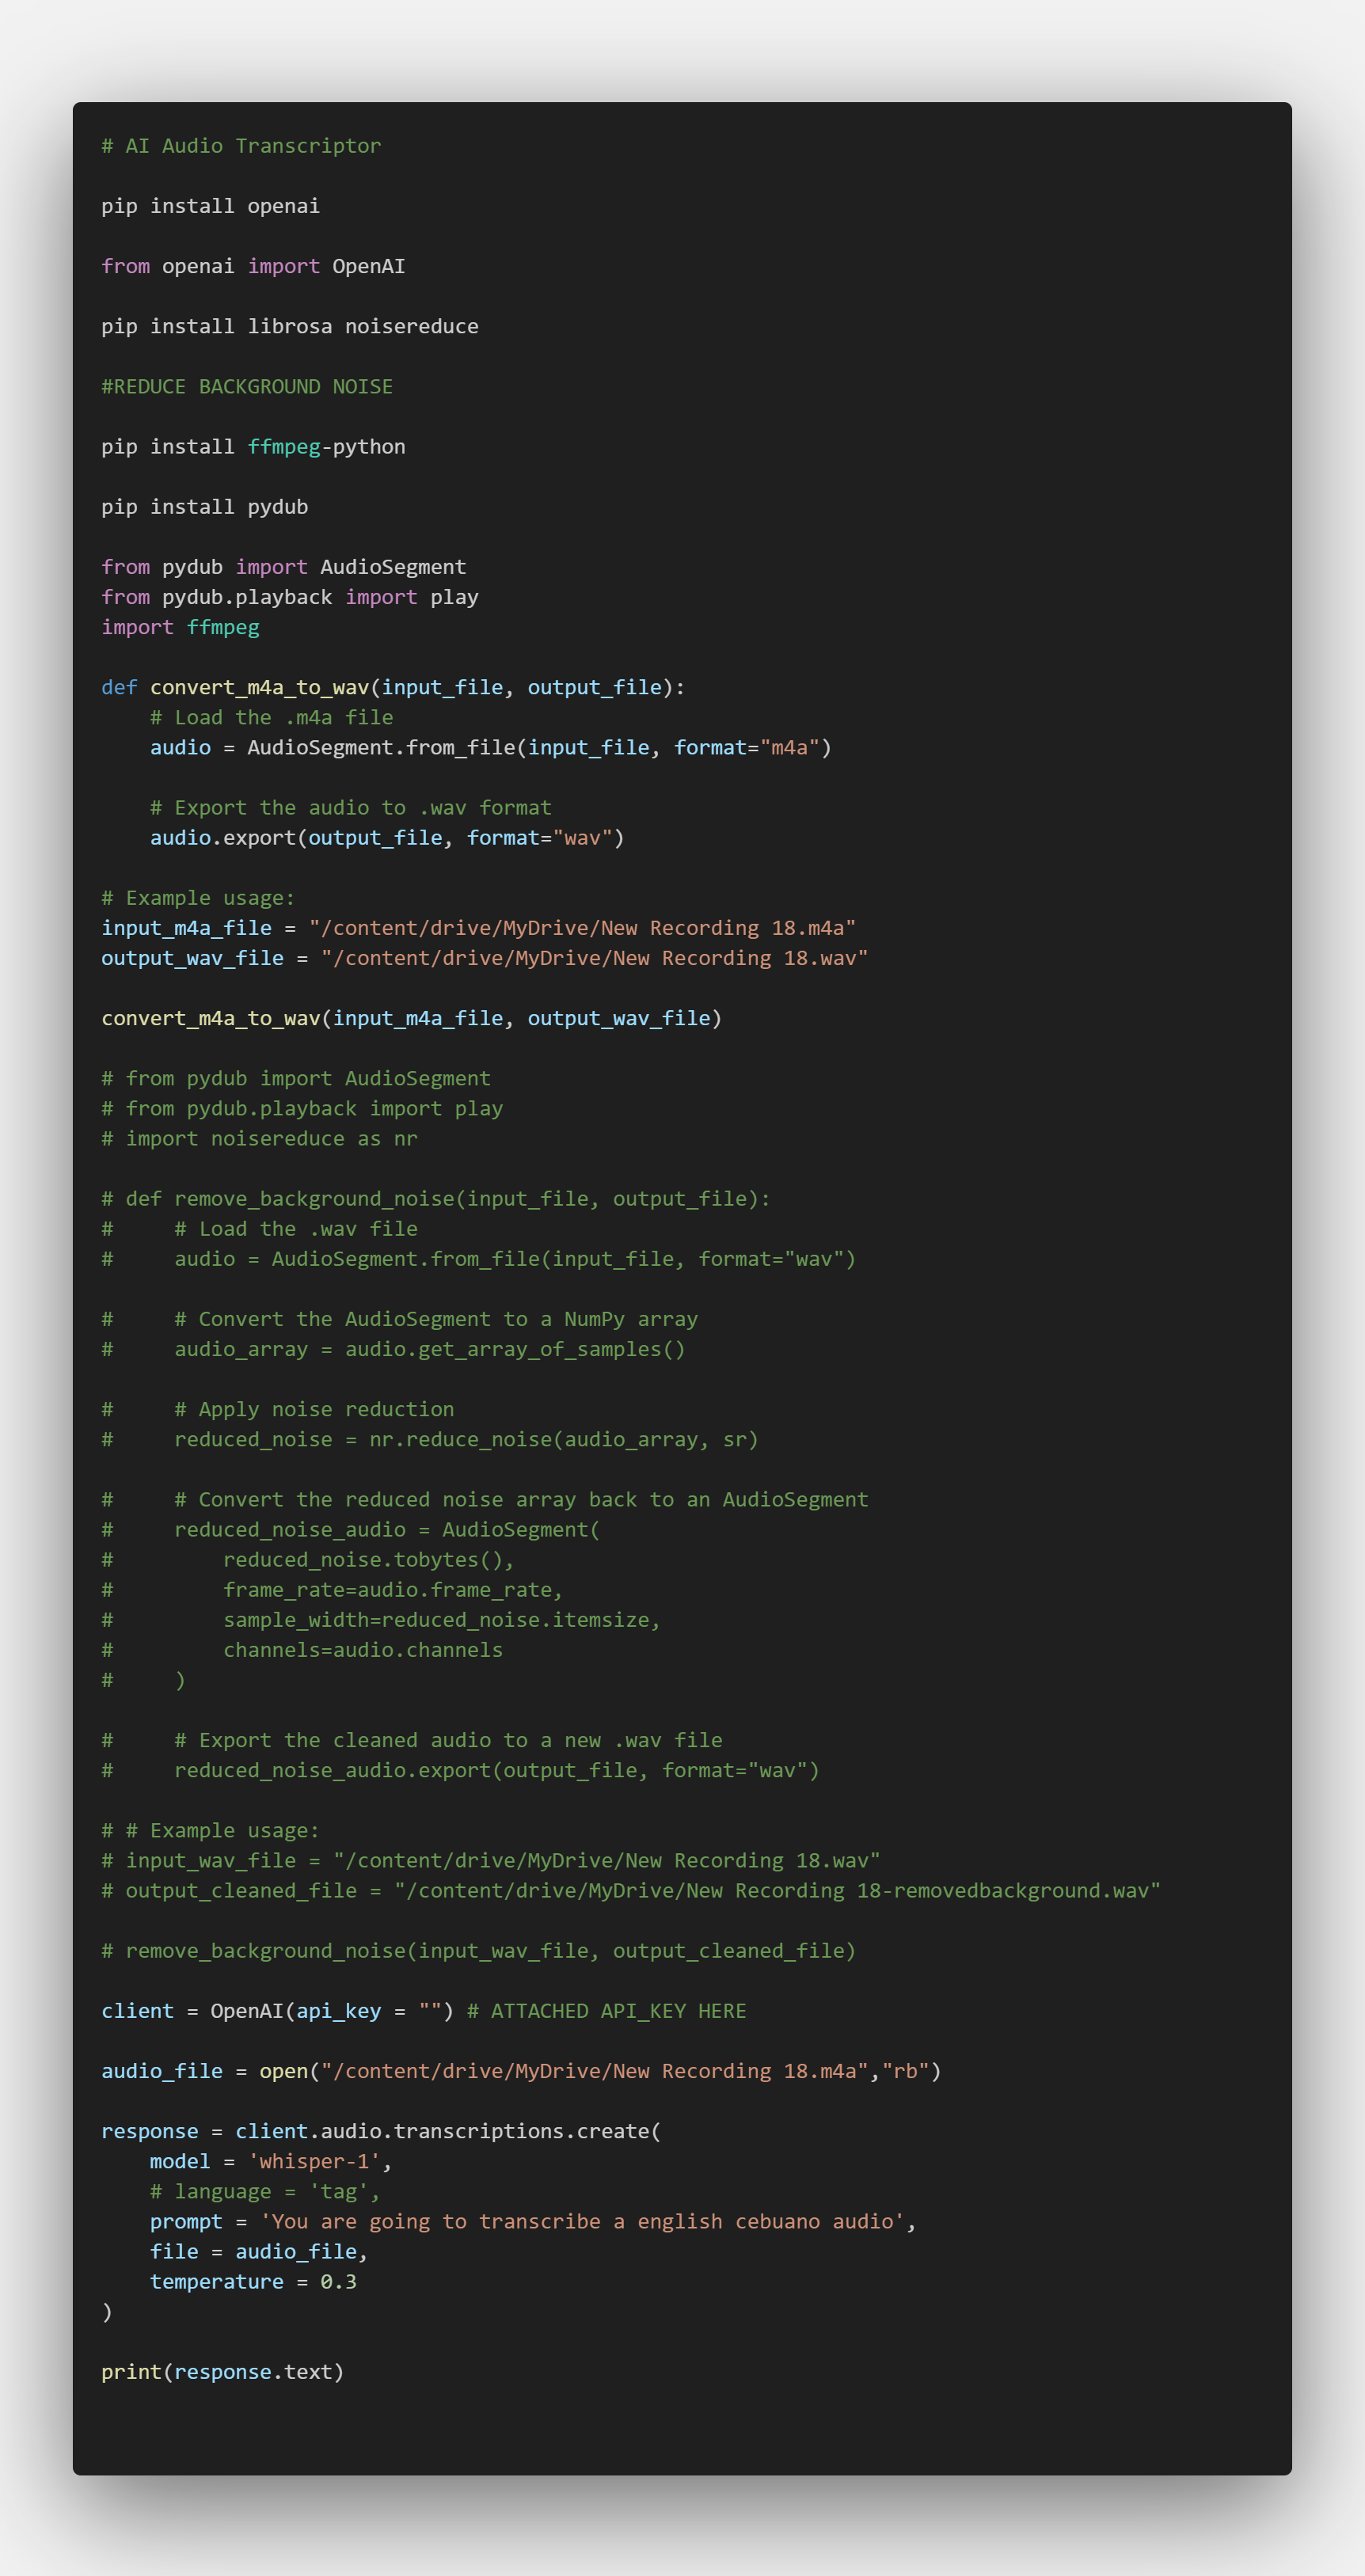 # AI Audio Transcriptor
pip install openai
from openai import OpenAI
pip install librosa noisereduce
#REDUCE BACKGROUND NOISE
pip install ffmpeg-python
pip install pydub
from pydub import AudioSegment
from pydub.playback import play
import ffmpeg
def convert_m4a_to_wav(input_file, output_file):
    # Load the .m4a file
    audio = AudioSegment.from_file(input_file, format="m4a")
    # Export the audio to .wav format
    audio.export(output_file, format="wav")
# Example usage:
input_m4a_file = "/content/drive/MyDrive/New Recording 18.m4a"
output_wav_file = "/content/drive/MyDrive/New Recording 18.wav"
convert_m4a_to_wav(input_m4a_file, output_wav_file)
# from pydub import AudioSegment
# from pydub.playback import play
# import noisereduce as nr
# def remove_background_noise(input_file, output_file):
#     # Load the .wav file
#     audio = AudioSegment.from_file(input_file, format="wav")
#     # Convert the AudioSegment to a NumPy array
#     audio_array = audio.get_array_of_samples()
#     # Apply noise reduction
#     reduced_noise = nr.reduce_noise(audio_array, sr)
#     # Convert the reduced noise array back to an AudioSegment
#     reduced_noise_audio = AudioSegment(
#         reduced_noise.tobytes(),
#         frame_rate=audio.frame_rate,
#         sample_width=reduced_noise.itemsize,
#         channels=audio.channels
#     )
#     # Export the cleaned audio to a new .wav file
#     reduced_noise_audio.export(output_file, format="wav")
# # Example usage:
# input_wav_file = "/content/drive/MyDrive/New Recording 18.wav"
# output_cleaned_file = "/content/drive/MyDrive/New Recording 18-removedbackground.wav"
# remove_background_noise(input_wav_file, output_cleaned_file)
client = OpenAI(api_key = "") # ATTACHED API_KEY HERE
audio_file = open("/content/drive/MyDrive/New Recording 18.m4a","rb")
response = client.audio.transcriptions.create(
    model = 'whisper-1',
    # language = 'tag',
    prompt = 'You are going to transcribe a english cebuano audio',
    file = audio_file,
    temperature = 0.3
)
print(response.text)